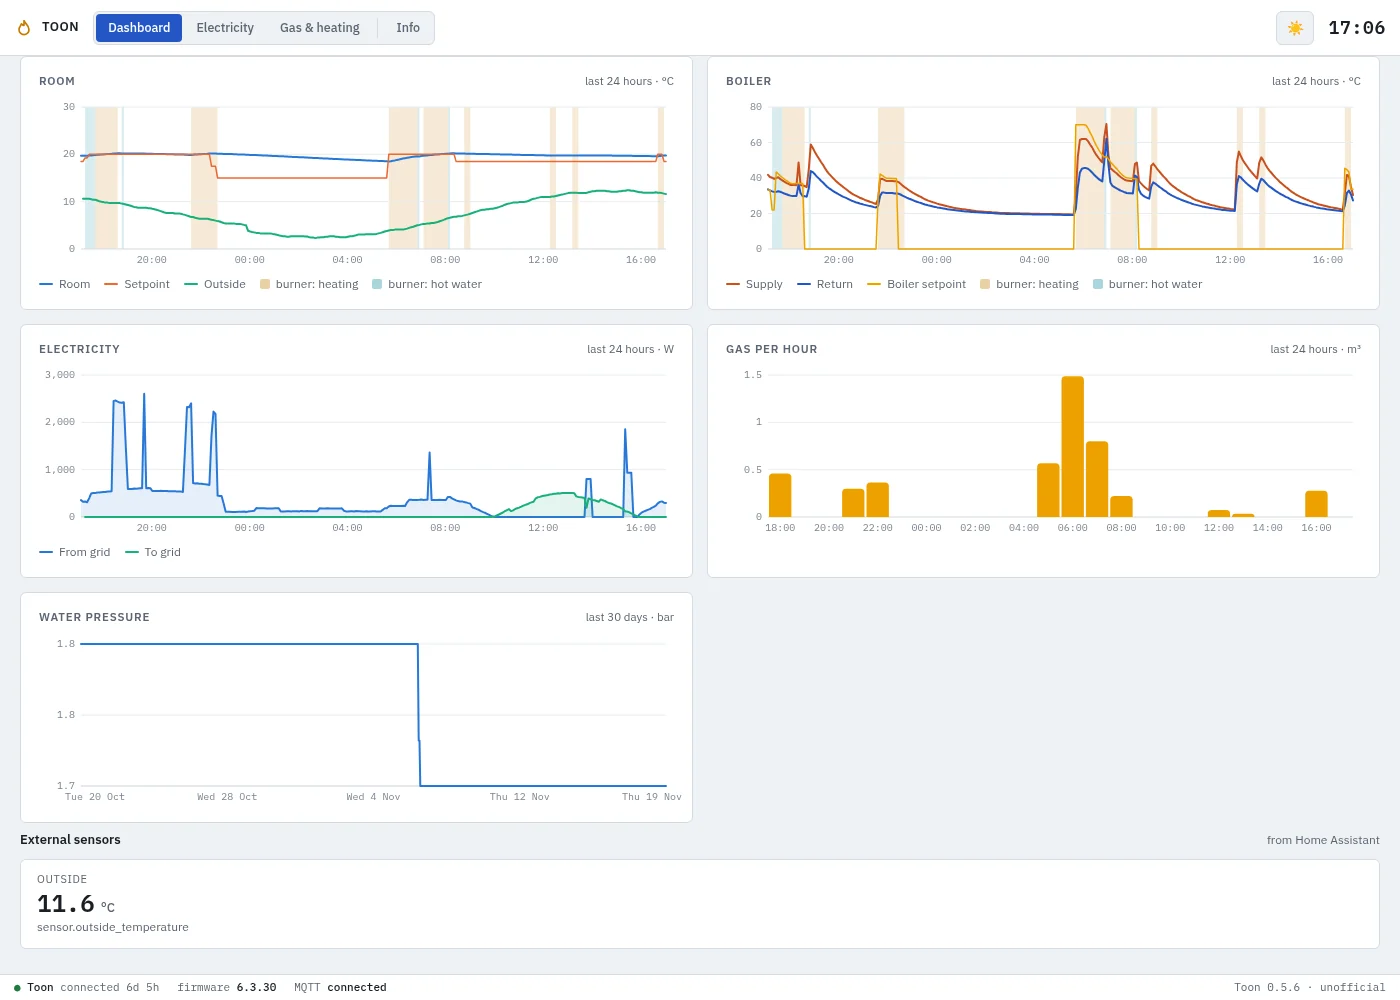 TOON Dashboard Electricity Gas & heating Info 17:06
ROOM last 24 hours · °C
30
20
10
0
20:00 00:00 04:00 08:00 12:00 16:00
Room Setpoint Outside burner: heating burner: hot water
BOILER last 24 hours · °C
80
60
40
20
0
20:00 00:00 04:00 08:00 12:00 16:00
Supply Return Boiler setpoint burner: heating burner: hot water
ELECTRICITY last 24 hours · W
3,000
2,000
1,000
0
20:00 00:00 04:00 08:00 12:00 16:00
From grid To grid
GAS PER HOUR last 24 hours · m³
1.5
1
0.5
0
18:00 20:00 22:00 00:00 02:00 04:00 06:00 08:00 10:00 12:00 14:00 16:00
WATER PRESSURE last 30 days · bar
1.8
1.8
1.7
Tue 20 Oct Wed 28 Oct Wed 4 Nov Thu 12 Nov Thu 19 Nov
External sensors from Home Assistant
OUTSIDE
11.6 °C
sensor.outside_temperature
Toon connected 6d 5h firmware 6.3.30 MQTT connected Toon 0.5.6 · unofficial